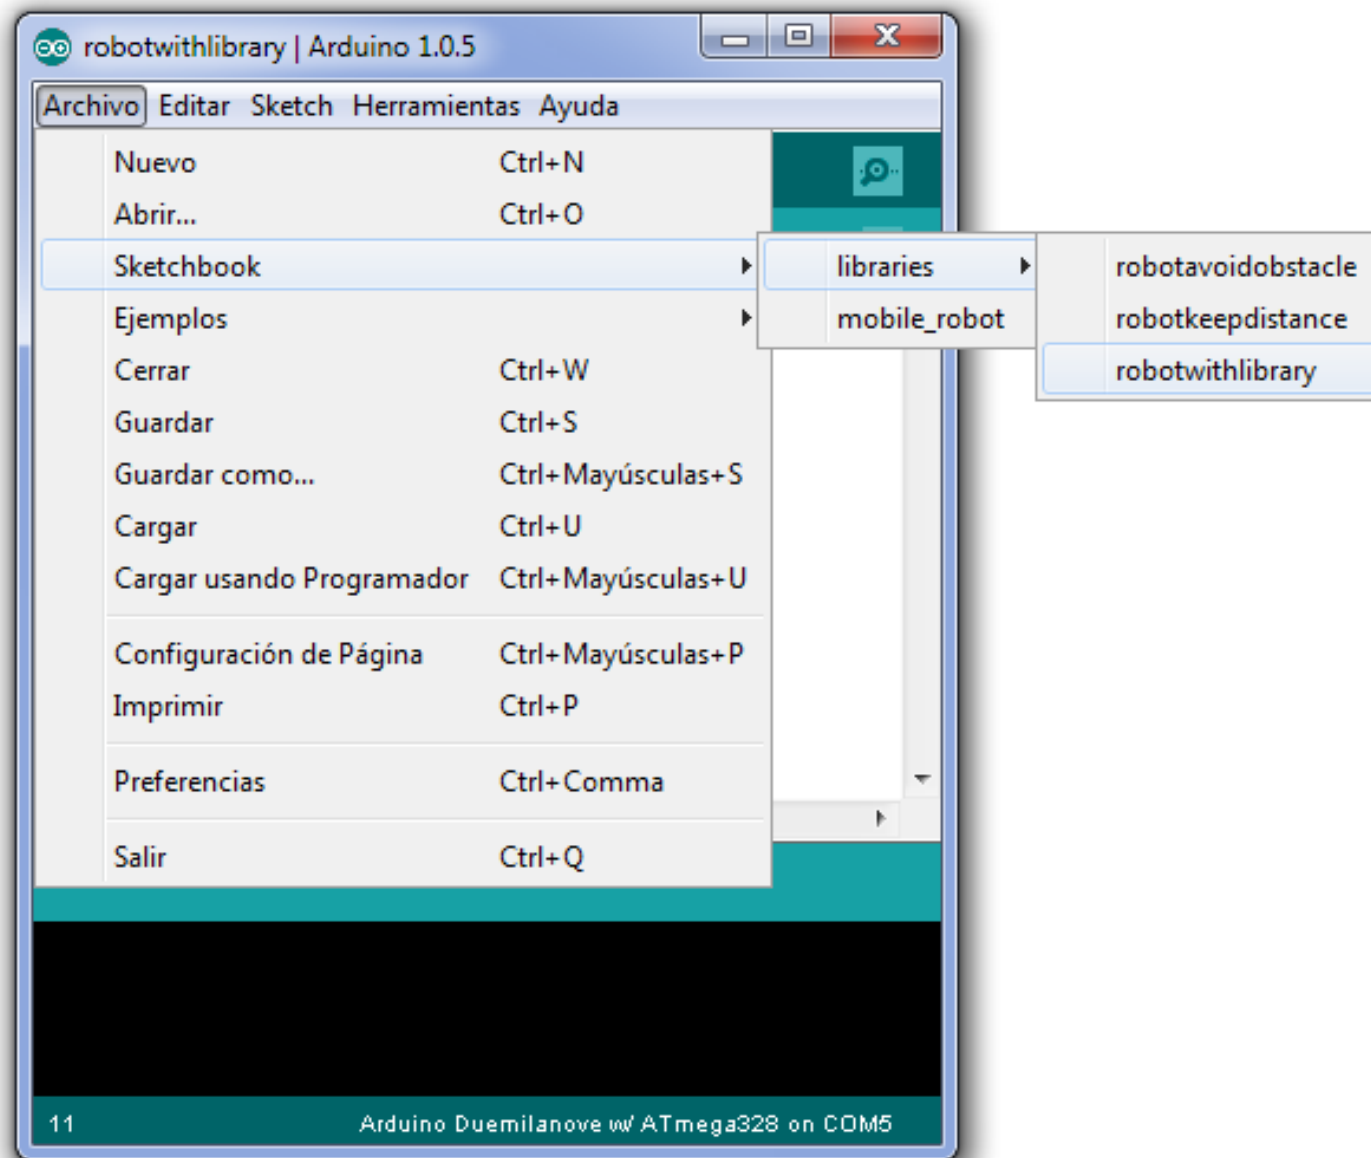 robotwithlibrary | Arduino 1.0.5
Archivo Editar Sketch Herramientas Ayuda
Nuevo Ctrl+N
Abrir... Ctrl+O
Sketchbook libraries robotavoidobstacle
Ejemplos mobile_robot robotkeepdistance
Cerrar Ctrl+W robotwithlibrary
Guardar Ctrl+S
Guardar como... Ctrl+Mayúsculas+S
Cargar Ctrl+U
Cargar usando Programador Ctrl+Mayúsculas+U
Configuración de Página Ctrl+Mayúsculas+P
Imprimir Ctrl+P
Preferencias Ctrl+Comma
Salir Ctrl+Q
11 Arduino Duemilanove w/ ATmega328 on COM5